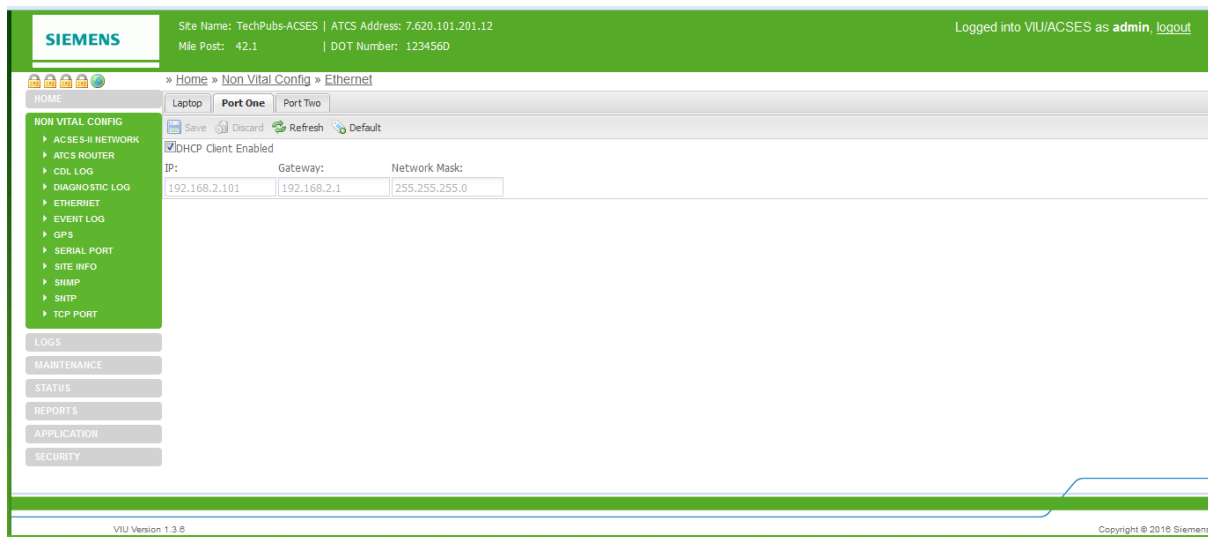 SIEMENS
Site Name: TechPubs-ACSES | ATCS Address: 7.620.101.201.12
Mile Post: 42.1 | DOT Number: 123456D
Logged into VIU/ACSES as admin, logout
» Home » Non Vital Config » Ethernet
HOME
NON VITAL CONFIG
ACSES-II NETWORK
ATCS ROUTER
CDL LOG
DIAGNOSTIC LOG
ETHERNET
EVENT LOG
GPS
SERIAL PORT
SITE INFO
SNMP
SNTP
TCP PORT
LOGS
MAINTENANCE
STATUS
REPORTS
APPLICATION
SECURITY
Laptop Port One Port Two
Save Discard Refresh Default
DHCP Client Enabled
IP: Gateway: Network Mask:
192.168.2.101 192.168.2.1 255.255.255.0
VIU Version 1.3.6
Copyright © 2016 Siemens